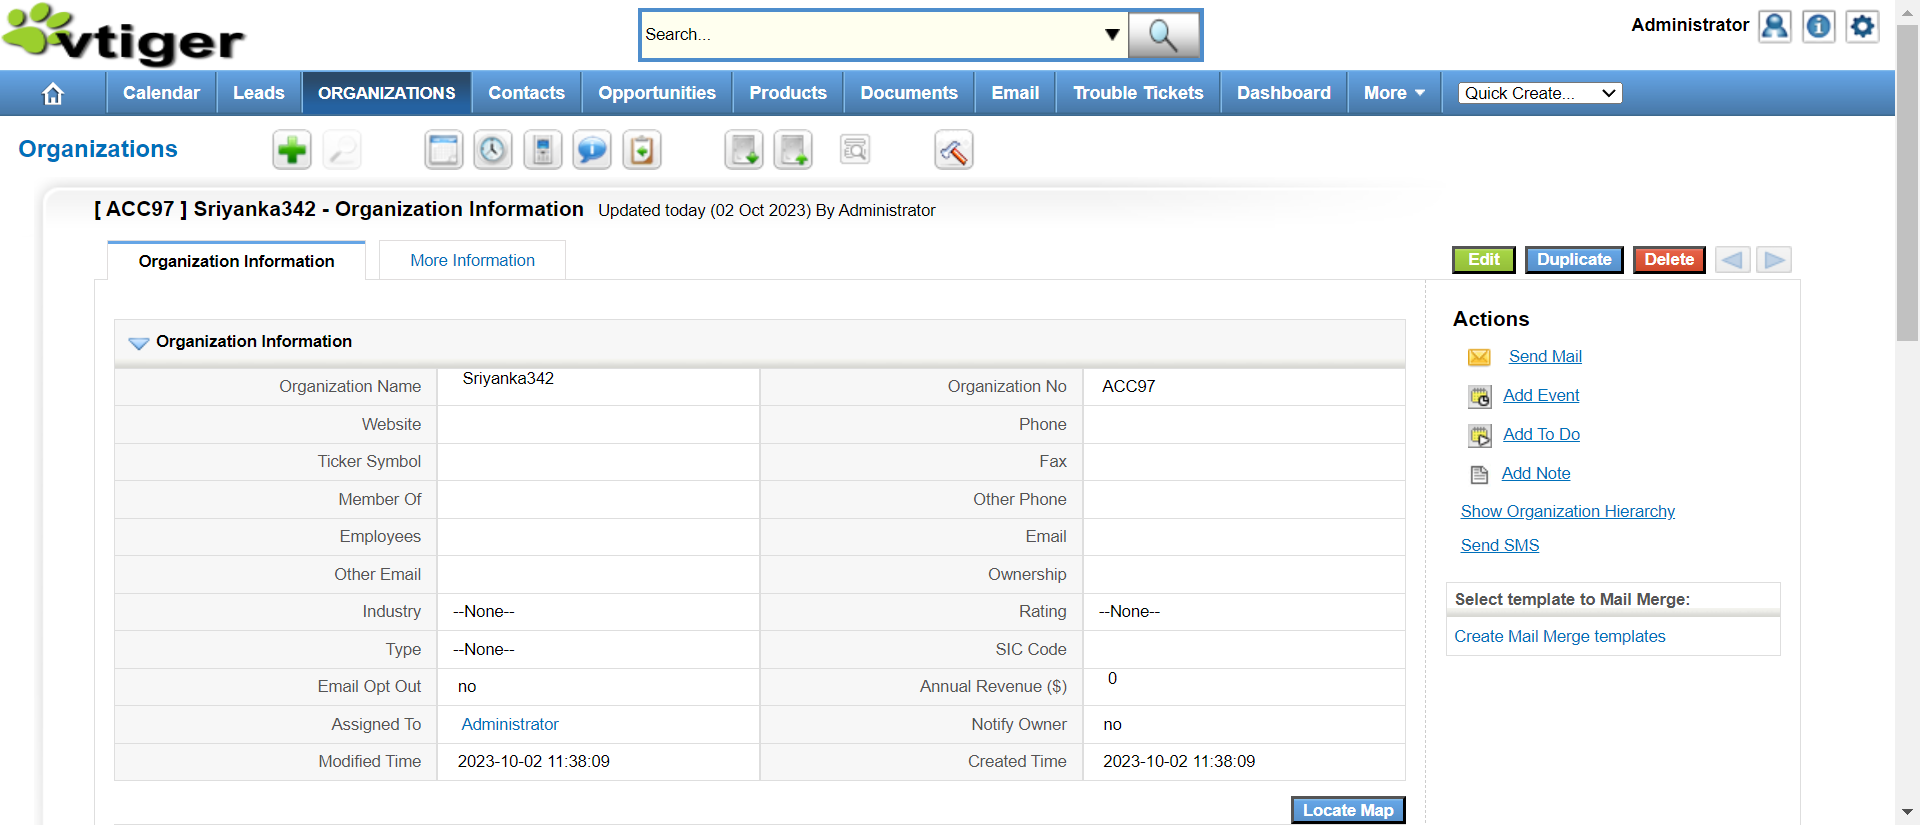 vtiger
Search...
Administrator
Calendar Leads ORGANIZATIONS Contacts Opportunities Products Documents Email Trouble Tickets Dashboard More Quick Create...
Organizations
[ ACC97 ] Sriyanka342 - Organization Information Updated today (02 Oct 2023) By Administrator
Organization Information More Information
Edit Duplicate Delete
Organization Information
Organization Name Sriyanka342 Organization No ACC97
Website Phone
Ticker Symbol Fax
Member Of Other Phone
Employees Email
Other Email Ownership
Industry --None-- Rating --None--
Type --None-- SIC Code
Email Opt Out no Annual Revenue ($) 0
Assigned To Administrator Notify Owner no
Modified Time 2023-10-02 11:38:09 Created Time 2023-10-02 11:38:09
Locate Map
Actions
Send Mail
Add Event
Add To Do
Add Note
Show Organization Hierarchy
Send SMS
Select template to Mail Merge:
Create Mail Merge templates